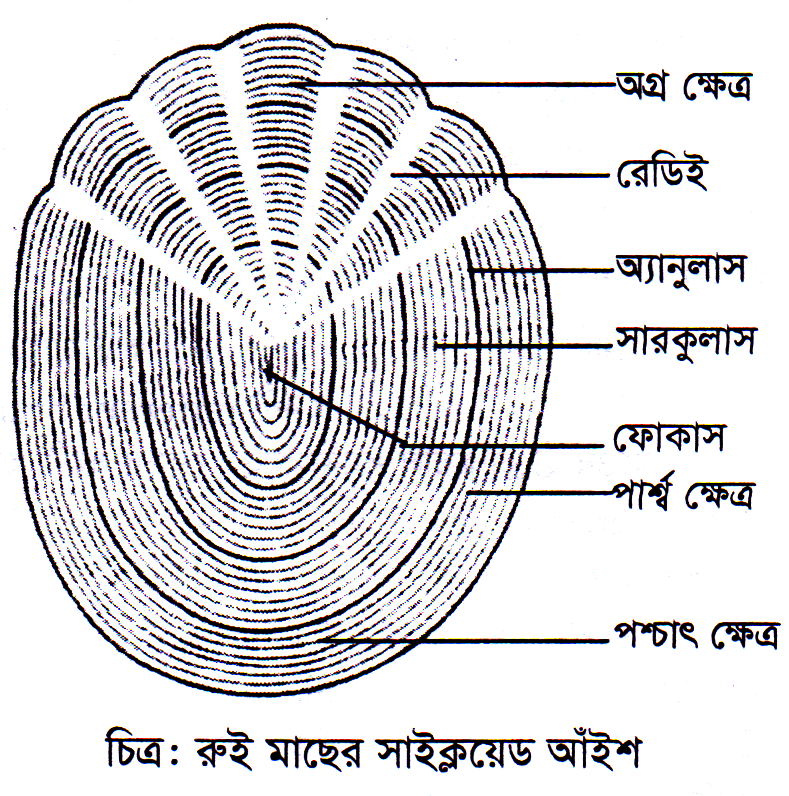 অগ্র ক্ষেত্র
রেডিই
অ্যানুলাস
সারকুলাস
ফোকাস
পার্শ্ব ক্ষেত্র
পশ্চাৎ ক্ষেত্র
চিত্র: রুই মাছের সাইক্লয়েড আঁইশ